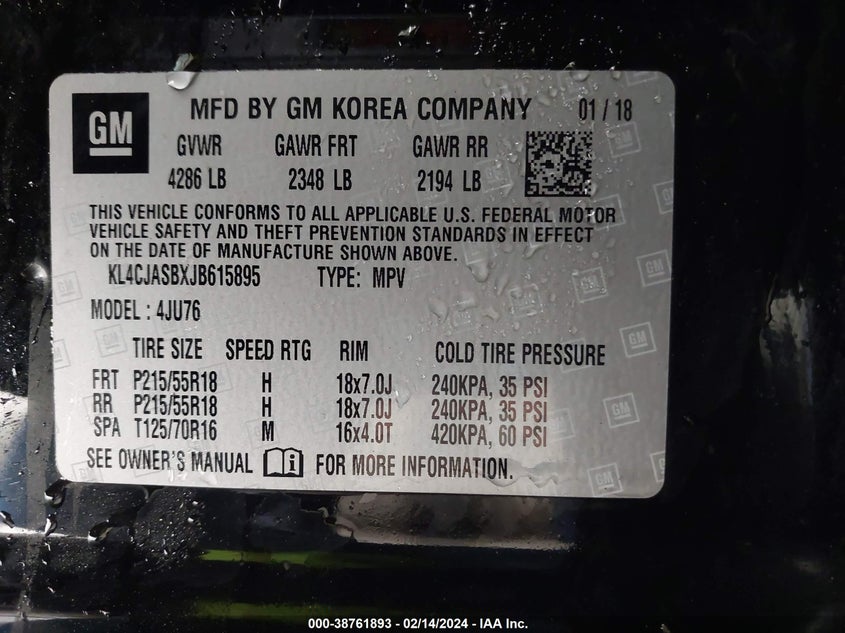 GM MFD BY GM KOREA COMPANY 01 / 18
GVWR GAWR FRT GAWR RR
4286 LB 2348 LB 2194 LB
THIS VEHICLE CONFORMS TO ALL APPLICABLE U.S. FEDERAL MOTOR
VEHICLE SAFETY AND THEFT PREVENTION STANDARDS IN EFFECT
ON THE DATE OF MANUFACTURE SHOWN ABOVE.
KL4CJASBXJB615895 TYPE: MPV
MODEL : 4JU76
TIRE SIZE SPEED RTG RIM COLD TIRE PRESSURE
FRT P215/55R18 H 18x7.0J 240KPA, 35 PSI
RR P215/55R18 H 18x7.0J 240KPA, 35 PSI
SPA T125/70R16 M 16x4.0T 420KPA, 60 PSI
SEE OWNER'S MANUAL FOR MORE INFORMATION.
000-38761893 - 02/14/2024 - IAA Inc.